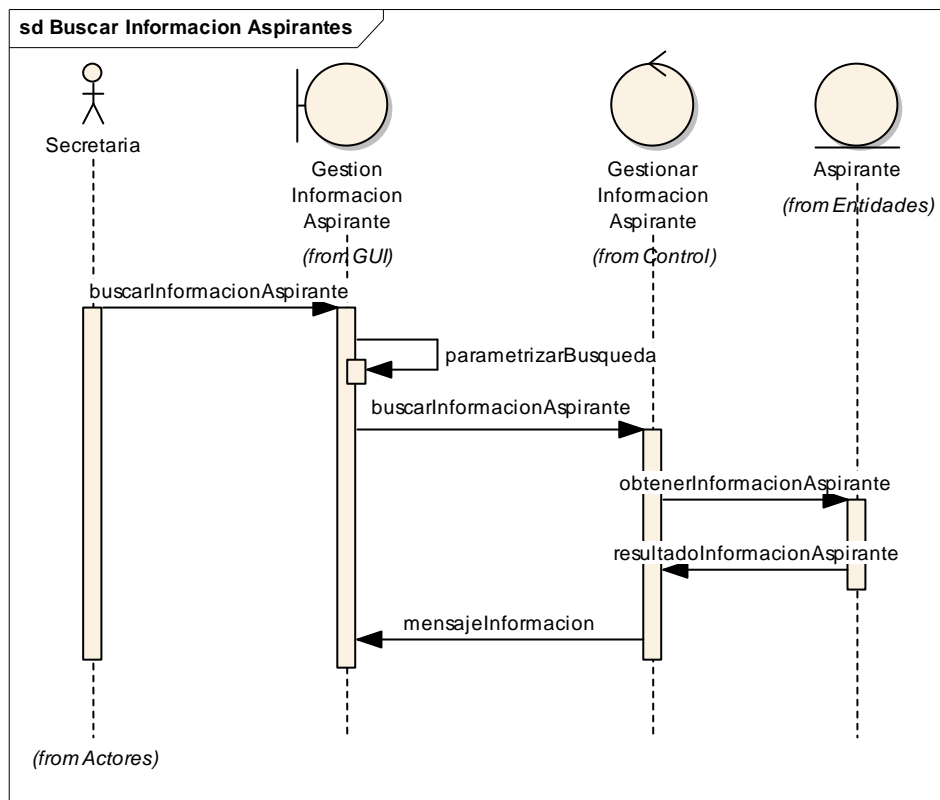 sd Buscar Informacion Aspirantes
Secretaria
Gestion
Informacion
Aspirante
(from GUI)
Gestionar
Informacion
Aspirante
(from Control)
Aspirante
(from Entidades)
buscarInformacionAspirante
parametrizarBusqueda
buscarInformacionAspirante
obtenerInformacionAspirante
resultadoInformacionAspirante
mensajeInformacion
(from Actores)